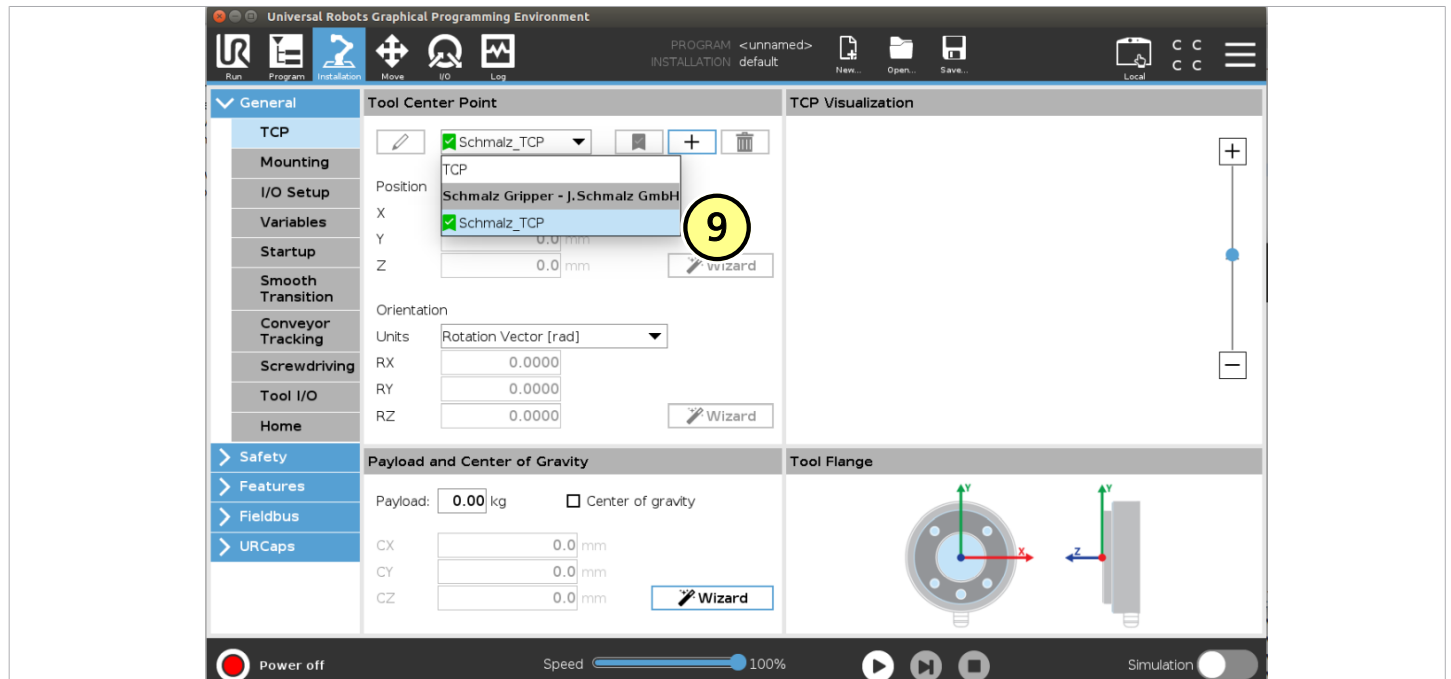 Universal Robots Graphical Programming Environment
Run
Program
Installation
Move
I/O
Log
PROGRAM <unnamed>
INSTALLATION default
New...
Open...
Save...
Local
C C
C C
General
TCP
Mounting
I/O Setup
Variables
Startup
Smooth
Transition
Conveyor
Tracking
Screwdriving
Tool I/O
Home
Safety
Features
Fieldbus
URCaps
Tool Center Point
Schmalz_TCP
TCP
Schmalz Gripper - J.Schmalz GmbH
Schmalz_TCP
9
Position
X
Y 0.0 mm
Z 0.0 mm
Wizard
Orientation
Units Rotation Vector [rad]
RX 0.0000
RY 0.0000
RZ 0.0000
Wizard
TCP Visualization
Payload and Center of Gravity
Payload: 0.00 kg
Center of gravity
CX 0.0 mm
CY 0.0 mm
CZ 0.0 mm
Wizard
Tool Flange
Y
X
Y
Z
Power off
Speed
100%
Simulation